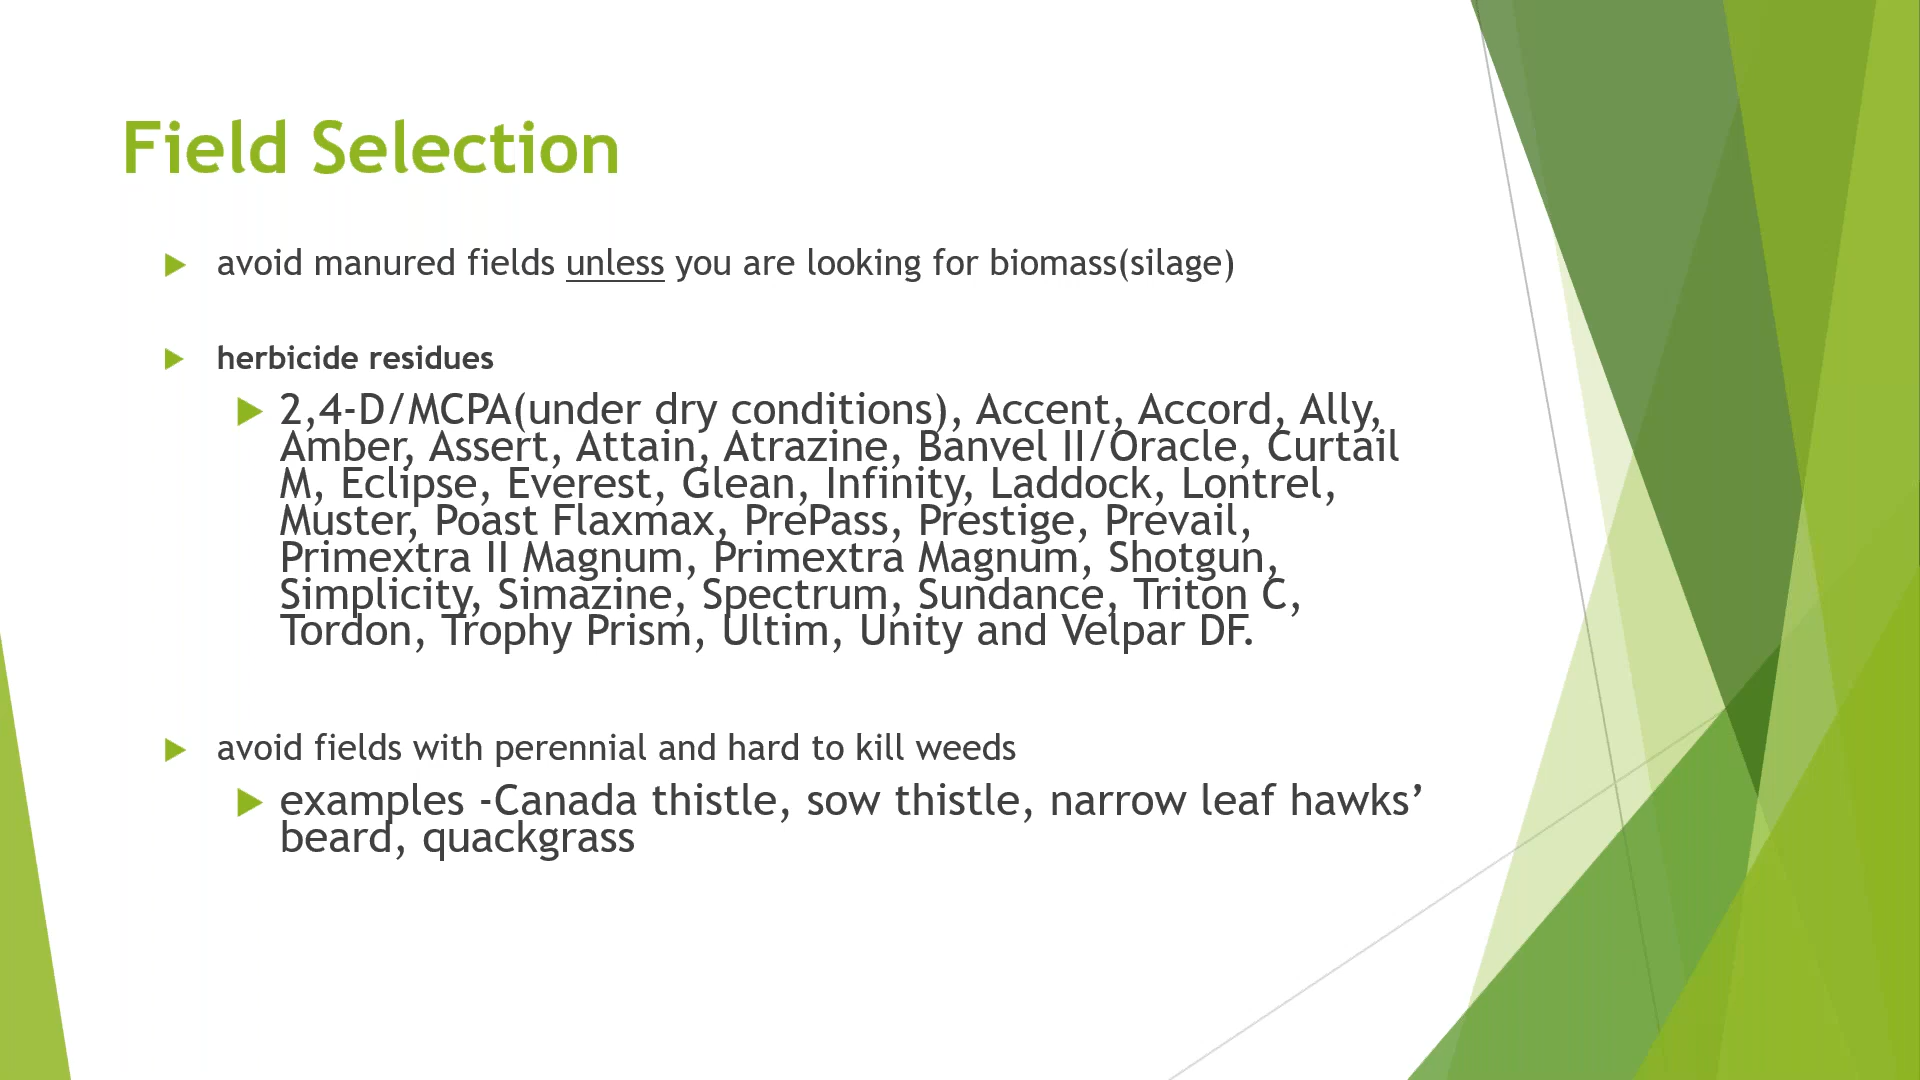 Field Selection
avoid manured fields unless you are looking for biomass(silage)
herbicide residues
2,4-D/MCPA(under dry conditions), Accent, Accord, Ally,
Amber, Assert, Attain, Atrazine, Banvel II/Oracle, Curtail
M, Eclipse, Everest, Glean, Infinity, Laddock, Lontrel,
Muster, Poast Flaxmax, PrePass, Prestige, Prevail,
Primextra II Magnum, Primextra Magnum, Shotgun,
Simplicity, Simazine, Spectrum, Sundance, Triton C,
Tordon, Trophy Prism, Ultim, Unity and Velpar DF.
avoid fields with perennial and hard to kill weeds
examples -Canada thistle, sow thistle, narrow leaf hawks’
beard, quackgrass